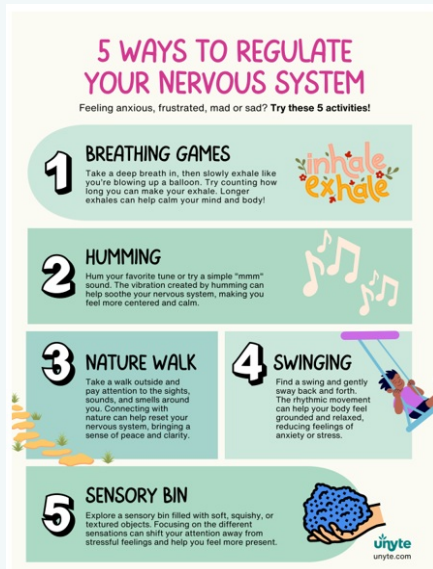 5 WAYS TO REGULATE
YOUR NERVOUS SYSTEM
Feeling anxious, frustrated, mad or sad? Try these 5 activities!
1
BREATHING GAMES
Take a deep breath in, then slowly exhale like
you're blowing up a balloon. Try counting how
long you can make your exhale. Longer
exhales can help calm your mind and body!
inhale
exhale
2
HUMMING
Hum your favorite tune or try a simple "mmm"
sound. The vibration created by humming can
help soothe your nervous system, making you
feel more centered and calm.
3
NATURE WALK
Take a walk outside and
pay attention to the sights,
sounds, and smells around
you. Connecting with
nature can help reset your
nervous system, bringing a
sense of peace and clarity.
4
SWINGING
Find a swing and gently
sway back and forth.
The rhythmic movement
can help your body feel
grounded and relaxed,
reducing feelings of
anxiety or stress.
5
SENSORY BIN
Explore a sensory bin filled with soft, squishy, or
textured objects. Focusing on the different
sensations can shift your attention away from
stressful feelings and help you feel more present.
unyte
unyte.com